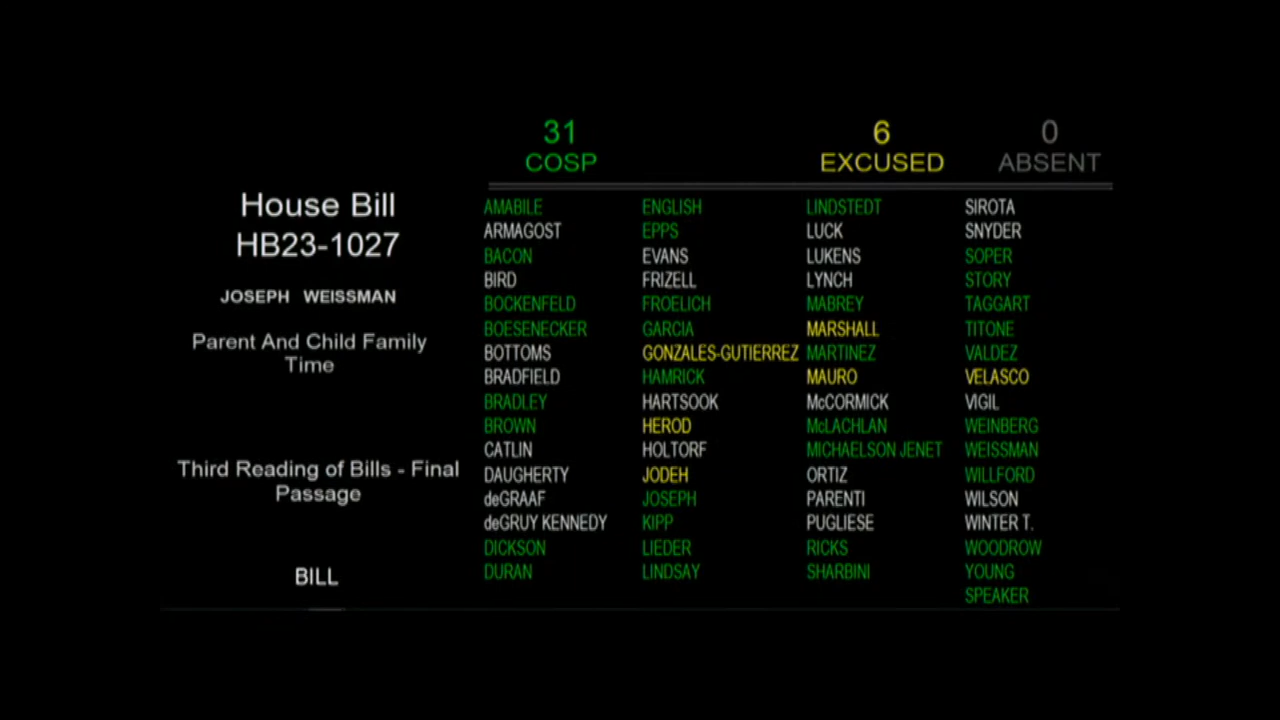 31
COSP
6
EXCUSED
0
ABSENT
House Bill
HB23-1027
JOSEPH WEISSMAN
Parent And Child Family
Time
Third Reading of Bills - Final
Passage
BILL
AMABILE
ARMAGOST
BACON
BIRD
BOCKENFELD
BOESENECKER
BOTTOMS
BRADFIELD
BRADLEY
BROWN
CATLIN
DAUGHERTY
deGRAAF
deGRUY KENNEDY
DICKSON
DURAN
ENGLISH
EPPS
EVANS
FRIZELL
FROELICH
GARCIA
GONZALES-GUTIERREZ
HAMRICK
HARTSOOK
HEROD
HOLTORF
JODEH
JOSEPH
KIPP
LIEDER
LINDSAY
LINDSTEDT
LUCK
LUKENS
LYNCH
MABREY
MARSHALL
MARTINEZ
MAURO
McCORMICK
McLACHLAN
MICHAELSON JENET
ORTIZ
PARENTI
PUGLIESE
RICKS
SHARBINI
SIROTA
SNYDER
SOPER
STORY
TAGGART
TITONE
VALDEZ
VELASCO
VIGIL
WEINBERG
WEISSMAN
WILLFORD
WILSON
WINTER T.
WOODROW
YOUNG
SPEAKER